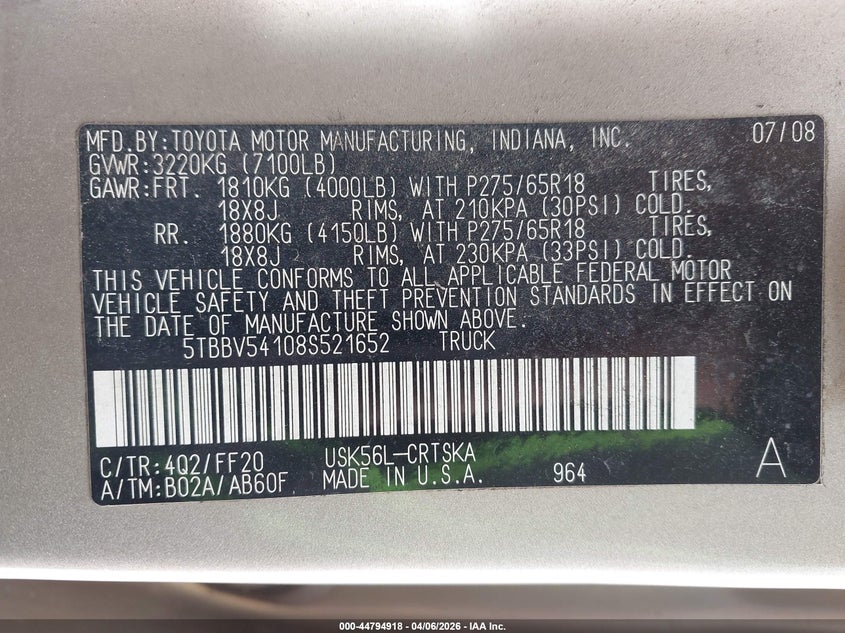 MFD.BY:TOYOTA MOTOR MANUFACTURING, INDIANA, INC. 07/08
GVWR:3220KG (7100LB)
GAWR:FRT. 1810KG (4000LB) WITH P275/65R18 TIRES,
18X8J RIMS, AT 210KPA (30PSI) COLD.
RR. 1880KG (4150LB) WITH P275/65R18 TIRES,
18X8J RIMS, AT 230KPA (33PSI) COLD.
THIS VEHICLE CONFORMS TO ALL APPLICABLE FEDERAL MOTOR
VEHICLE SAFETY AND THEFT PREVENTION STANDARDS IN EFFECT ON
THE DATE OF MANUFACTURE SHOWN ABOVE.
5TBBV54108S521652 TRUCK
C/TR:4Q2/FF20 USK56L-CRTSKA
A/TM:B02A/AB60F MADE IN U.S.A. 964 A
000-44794918 - 04/06/2026 - IAA Inc.